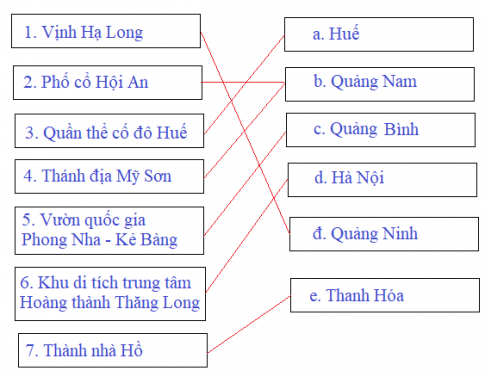 1. Vịnh Hạ Long
2. Phố cổ Hội An
3. Quần thể cố đô Huế
4. Thánh địa Mỹ Sơn
5. Vườn quốc gia
Phong Nha - Kẻ Bàng
6. Khu di tích trung tâm
Hoàng thành Thăng Long
7. Thành nhà Hồ
a. Huế
b. Quảng Nam
c. Quảng Bình
d. Hà Nội
đ. Quảng Ninh
e. Thanh Hóa